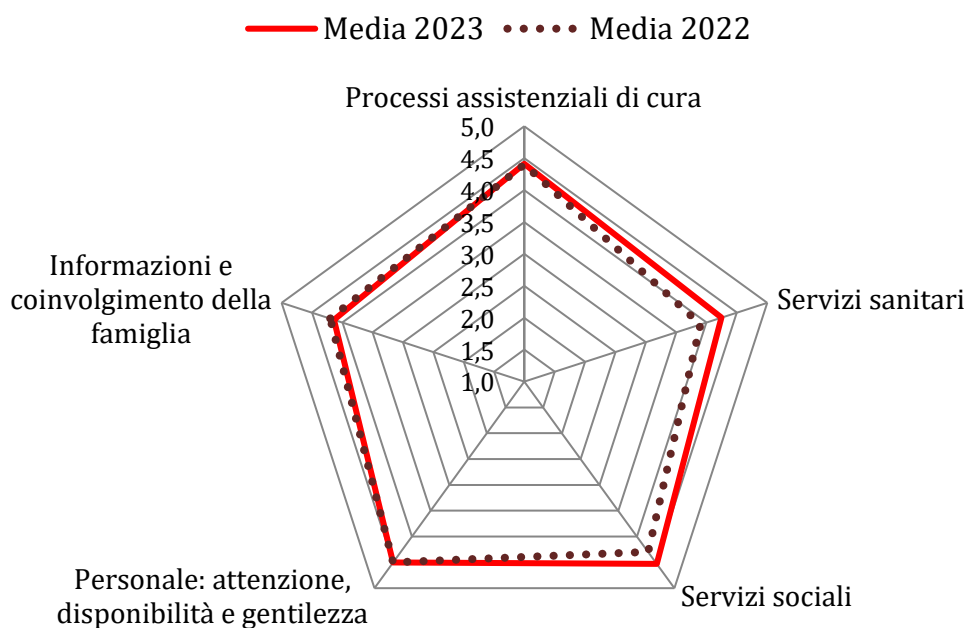 Media 2023 Media 2022
Processi assistenziali di cura
5,0
4,5
4,0
3,5
3,0
2,5
2,0
1,5
1,0
Servizi sanitari
Servizi sociali
Personale: attenzione,
disponibilità e gentilezza
Informazioni e
coinvolgimento della
famiglia